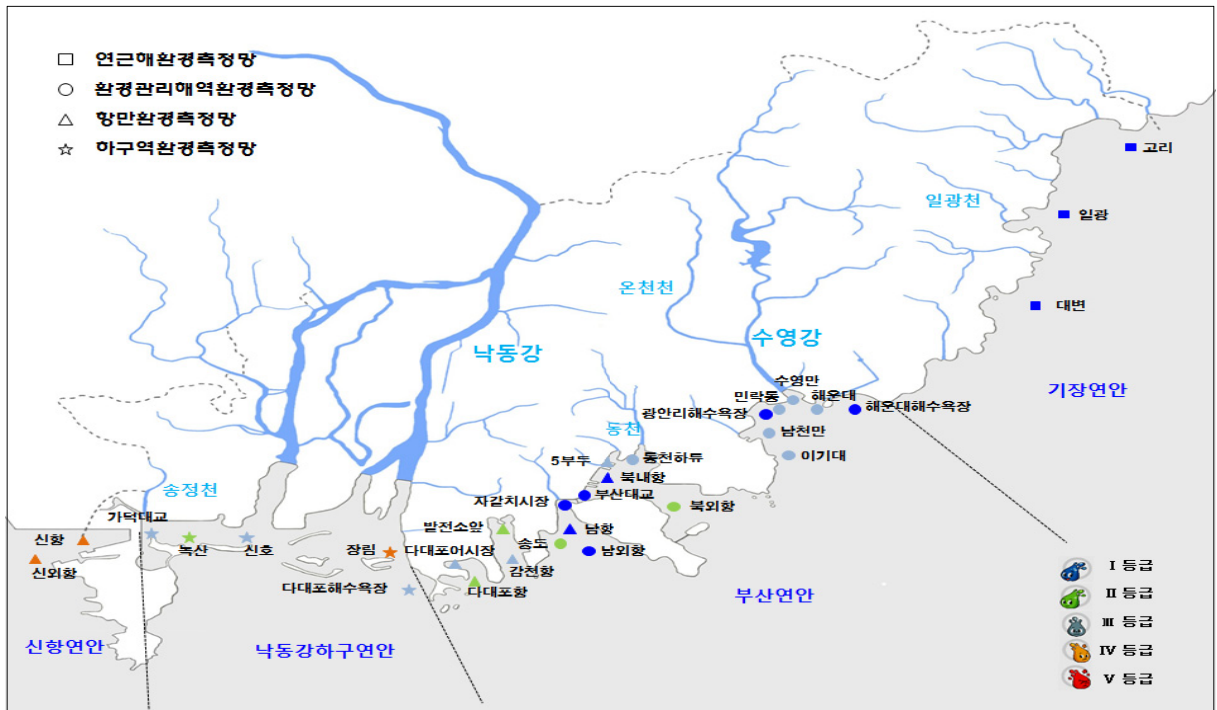 연근해환경측정망
환경관리해역환경측정망
항만환경측정망
하구역환경측정망
고리
일광천
일광
온천천
대변
수영강
낙동강
수영만
민락동
해운대
기장연안
광안리해수욕장
해운대해수욕장
동천
남천만
5부두
동천하류
이기대
북내항
송정천
자갈치시장
부산대교
북외항
가덕대교
발전소앞
남항
신항
녹산
신호
장림
다대포어시장
송도
남외항
신외항
감천항
다대포해수욕장
다대포항
부산연안
신항연안
낙동강하구연안
I 등급
II 등급
III 등급
IV 등급
V 등급